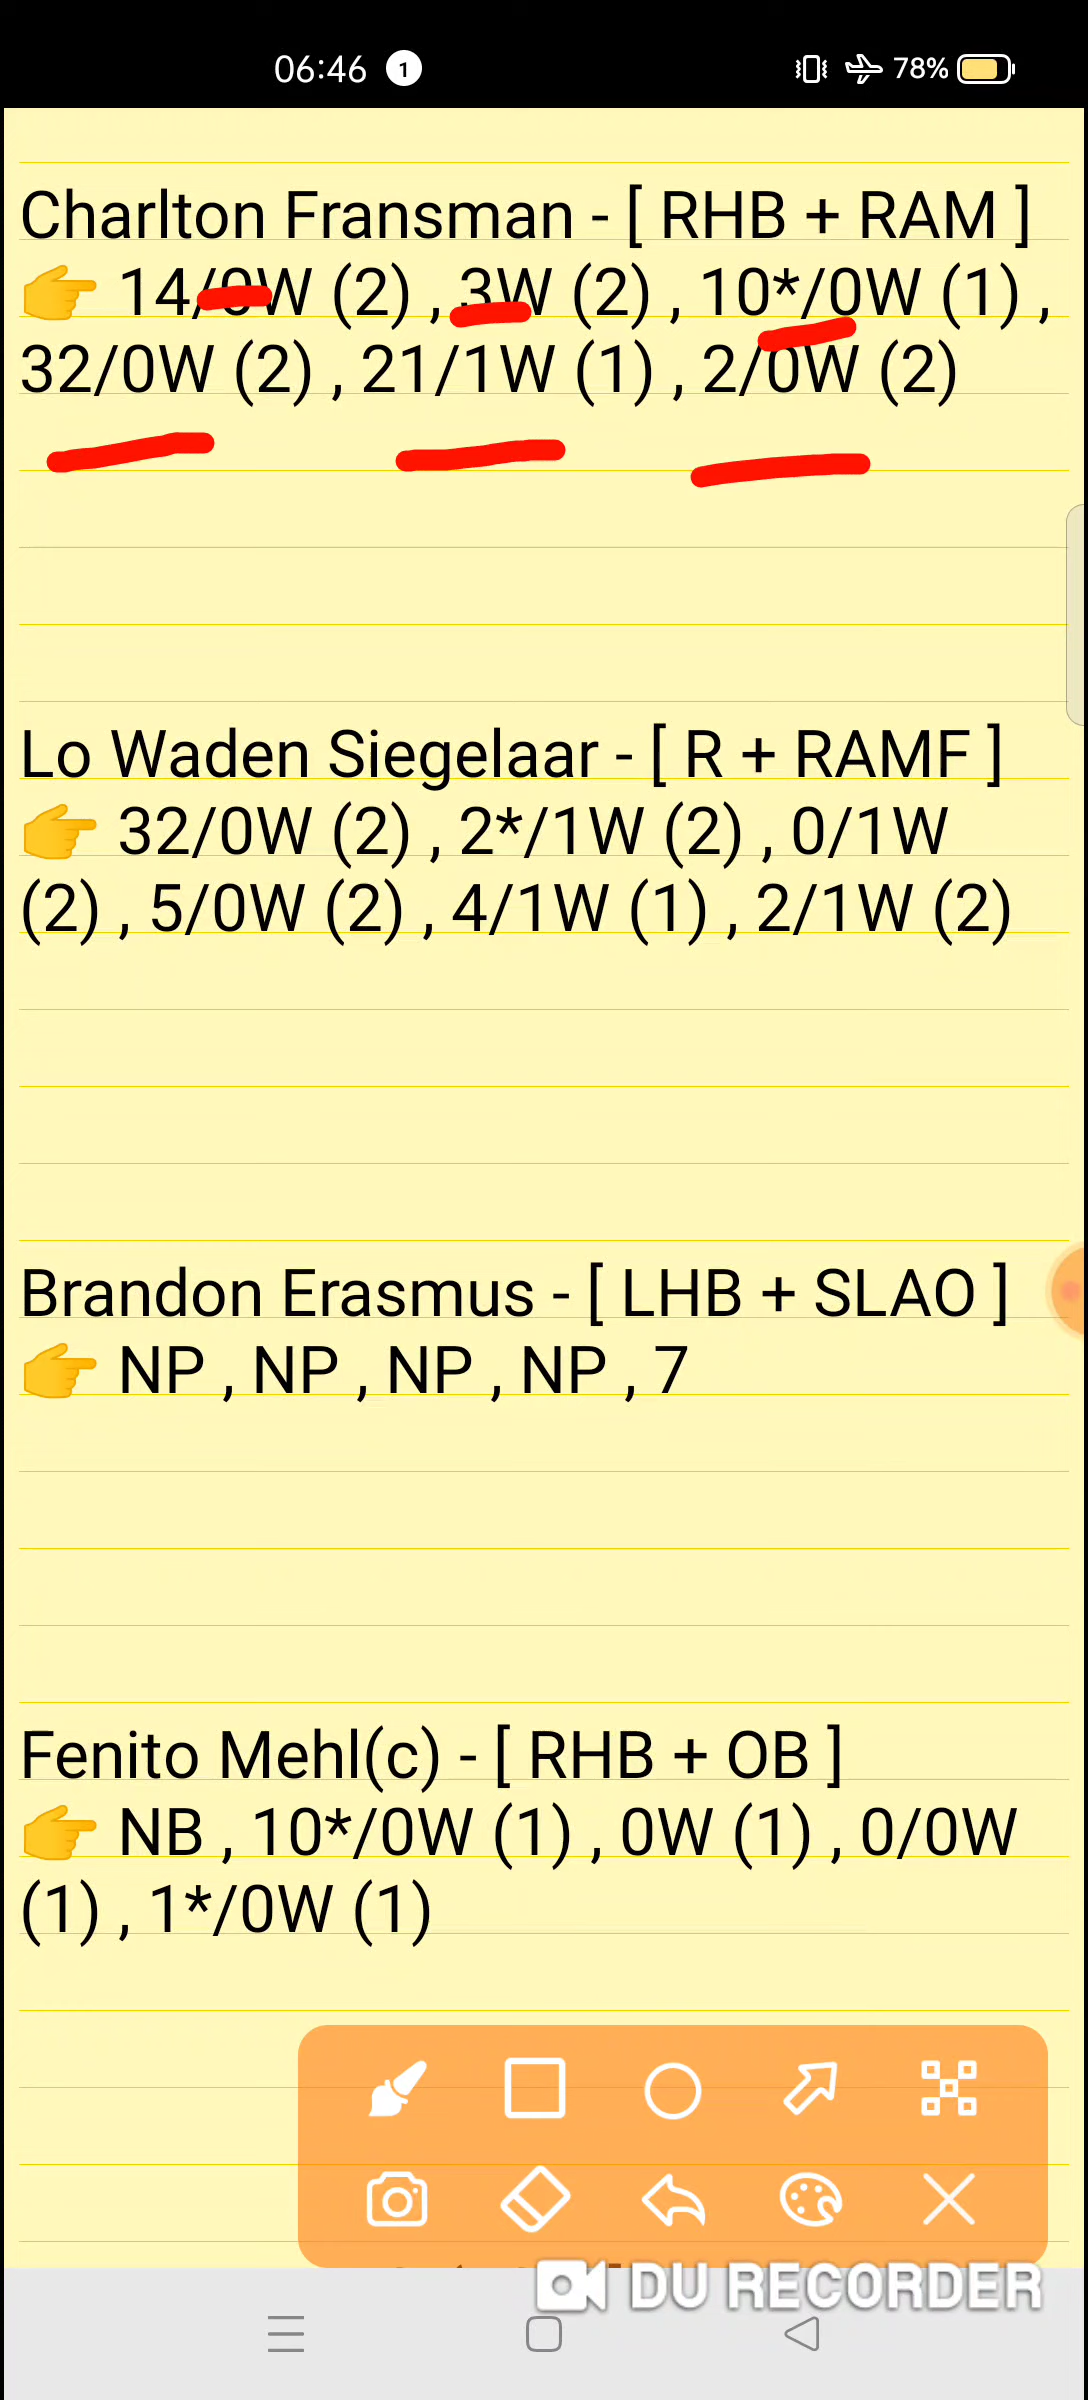 06:46 1 78%
Charlton Fransman - [ RHB + RAM ]
👉 14/0W (2) , 3W (2) , 10*/0W (1) ,
32/0W (2) , 21/1W (1) , 2/0W (2)
Lo Waden Siegelaar - [ R + RAMF ]
👉 32/0W (2) , 2*/1W (2) , 0/1W
(2) , 5/0W (2) , 4/1W (1) , 2/1W (2)
Brandon Erasmus - [ LHB + SLAO ]
👉 NP , NP , NP , NP , 7
Fenito Mehl(c) - [ RHB + OB ]
👉 NB , 10*/0W (1) , 0W (1) , 0/0W
(1) , 1*/0W (1)
DU RECORDER